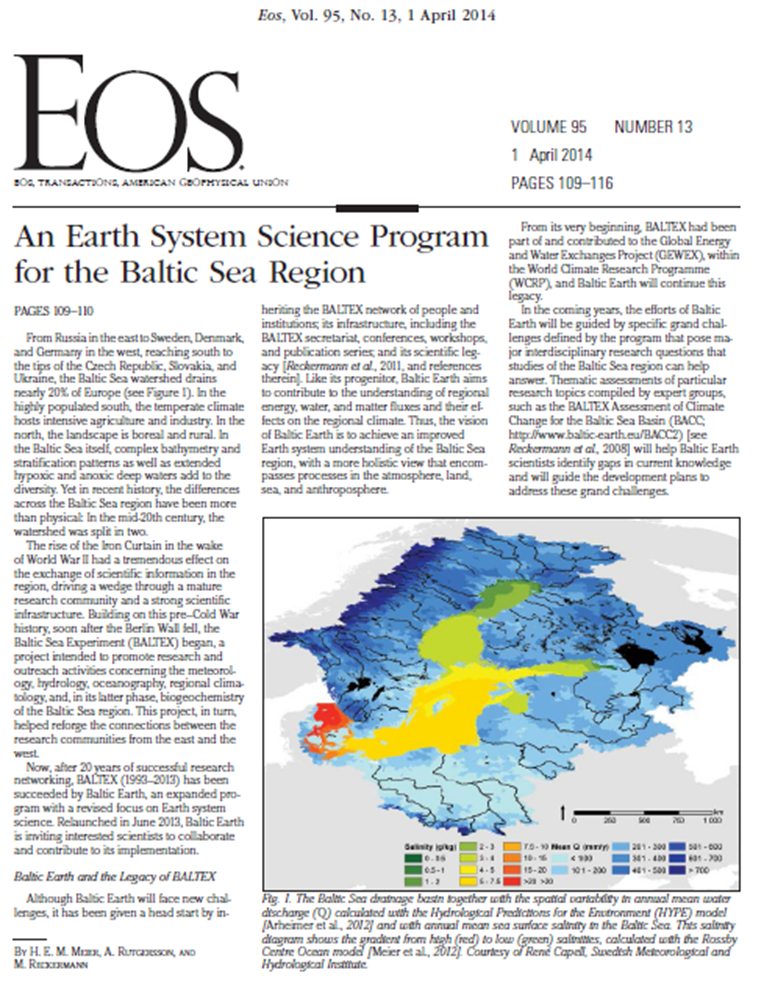 Eos, Vol. 95, No. 13, 1 April 2014
EOS
EOS, TRANSACTIONS, AMERICAN GEOPHYSICAL UNION
VOLUME 95 NUMBER 13
1 April 2014
PAGES 109–116
An Earth System Science Program
for the Baltic Sea Region
PAGES 109–110
From Russia in the east to Sweden, Denmark,
and Germany in the west, reaching south to
the tips of the Czech Republic, Slovakia, and
Ukraine, the Baltic Sea watershed drains
nearly 20% of Europe (see Figure 1). In the
highly populated south, the temperate climate
hosts intensive agriculture and industry. In the
north, the landscape is boreal and rural. In
the Baltic Sea itself, complex bathymetry and
stratification patterns as well as extended
hypoxic and anoxic deep waters add to the
diversity. Yet in recent history, the differences
across the Baltic Sea region have been more
than physical: In the mid-20th century, the
watershed was split in two.
The rise of the Iron Curtain in the wake
of World War II had a tremendous effect on
the exchange of scientific information in the
region, driving a wedge through a mature
research community and a strong scientific
infrastructure. Building on this pre–Cold War
history, soon after the Berlin Wall fell, the
Baltic Sea Experiment (BALTEX) began, a
project intended to promote research and
outreach activities concerning the meteorol-
ogy, hydrology, oceanography, regional clima-
tology, and, in its latter phase, biogeochemistry
of the Baltic Sea region. This project, in turn,
helped reforge the connections between the
research communities from the east and the
west.
Now, after 20 years of successful research
networking, BALTEX (1993–2013) has been
succeeded by Baltic Earth, an expanded pro-
gram with a revised focus on Earth system
science. Relaunched in June 2013, Baltic Earth
is inviting interested scientists to collaborate
and contribute to its implementation.
Baltic Earth and the Legacy of BALTEX
Although Baltic Earth will face new chal-
lenges, it has been given a head start by in-
BY H. E. M. MEIER, A. RUTGERSSON, AND
M. RECKERMANN
heriting the BALTEX network of people and
institutions; its infrastructure, including the
BALTEX secretariat, conferences, workshops,
and publication series; and its scientific leg-
acy [Reckermann et al., 2011, and references
therein]. Like its progenitor, Baltic Earth aims
to contribute to the understanding of regional
energy, water, and matter fluxes and their ef-
fects on the regional climate. Thus, the vision
of Baltic Earth is to achieve an improved
Earth system understanding of the Baltic Sea
region, with a more holistic view that encom-
passes processes in the atmosphere, land,
sea, and anthroposphere.
From its very beginning, BALTEX had been
part of and contributed to the Global Energy
and Water Exchanges Project (GEWEX), within
the World Climate Research Programme
(WCRP), and Baltic Earth will continue this
legacy.
In the coming years, the efforts of Baltic
Earth will be guided by specific grand chal-
lenges defined by the program that pose ma-
jor interdisciplinary research questions that
studies of the Baltic Sea region can help
answer. Thematic assessments of particular
research topics compiled by expert groups,
such as the BALTEX Assessment of Climate
Change for the Baltic Sea Basin (BACC;
http://www.baltic-earth.eu/BACC2) [see
Reckermann et al., 2008] will help Baltic Earth
scientists identify gaps in current knowledge
and will guide the development plans to
address these grand challenges.
km
0 250 500 750 1 000
Salinity (g/kg) 2 - 3 7.5 - 10 Mean Q (mm/y) 201 - 300 501 - 600
0 - 0.5 3 - 4 10 - 15 < 100 301 - 400 601 - 700
0.5 - 1 4 - 5 15 - 20 101 - 200 401 - 500 > 700
1 - 2 5 - 7.5 >20
Fig. 1. The Baltic Sea drainage basin together with the spatial variability in annual mean water
discharge (Q) calculated with the Hydrological Predictions for the Environment (HYPE) model
[Arheimer et al., 2012] and with annual mean sea surface salinity in the Baltic Sea. This salinity
diagram shows the gradient from high (red) to low (green) salinities, calculated with the Rossby
Centre Ocean model [Meier et al., 2012]. Courtesy of René Capell, Swedish Meteorological and
Hydrological Institute.